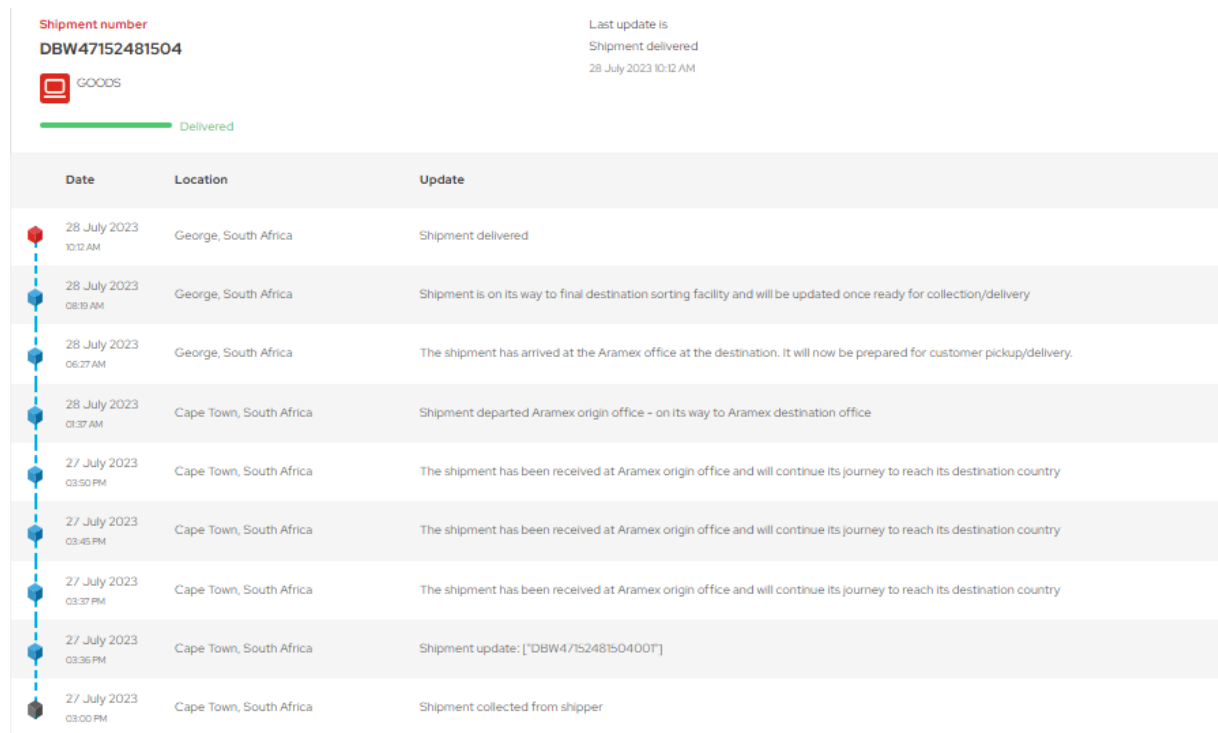 Shipment number
DBW47152481504
GOODS
Delivered
Last update is
Shipment delivered
28 July 2023 10:12 AM
Date Location Update
28 July 2023
10:12 AM
George, South Africa
Shipment delivered
28 July 2023
08:19 AM
George, South Africa
Shipment is on its way to final destination sorting facility and will be updated once ready for collection/delivery
28 July 2023
06:27 AM
George, South Africa
The shipment has arrived at the Aramex office at the destination. It will now be prepared for customer pickup/delivery.
28 July 2023
01:37 AM
Cape Town, South Africa
Shipment departed Aramex origin office - on its way to Aramex destination office
27 July 2023
03:50 PM
Cape Town, South Africa
The shipment has been received at Aramex origin office and will continue its journey to reach its destination country
27 July 2023
03:45 PM
Cape Town, South Africa
The shipment has been received at Aramex origin office and will continue its journey to reach its destination country
27 July 2023
03:37 PM
Cape Town, South Africa
The shipment has been received at Aramex origin office and will continue its journey to reach its destination country
27 July 2023
03:36 PM
Cape Town, South Africa
Shipment update: ["DBW47152481504001"]
27 July 2023
03:00 PM
Cape Town, South Africa
Shipment collected from shipper